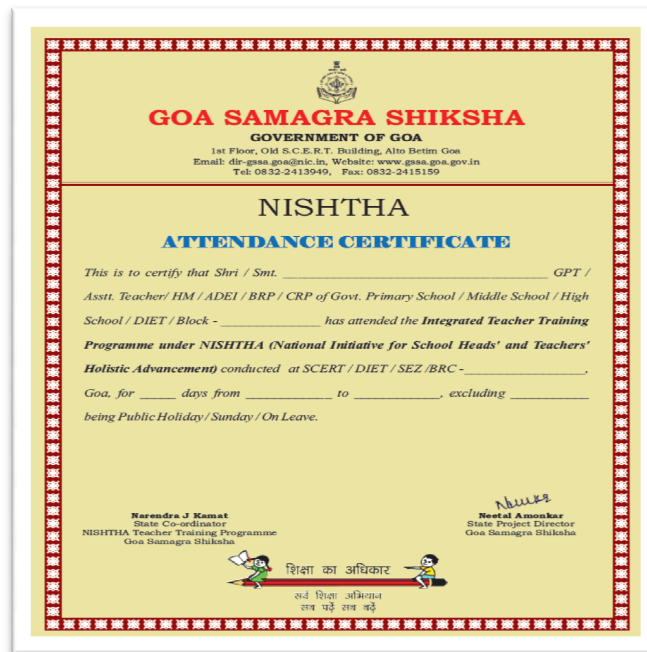 GOA SAMAGRA SHIKSHA
GOVERNMENT OF GOA
1st Floor, Old S.C.E.R.T. Building, Alto Betim Goa
Email: dir-gssa.goa@nic.in, Website: www.gssa.goa.gov.in
Tel: 0832-2413949, Fax: 0832-2415159
NISHTHA
ATTENDANCE CERTIFICATE
This is to certify that Shri / Smt. ______________________ GPT /
Asstt. Teacher/ HM / ADEI / BRP / CRP of Govt. Primary School / Middle School / High
School / DIET / Block - ______________ has attended the Integrated Teacher Training
Programme under NISHTHA (National Initiative for School Heads' and Teachers'
Holistic Advancement) conducted at SCERT / DIET / SEZ /BRC -________________,
Goa, for _____ days from ____________ to ____________, excluding ___________
being Public Holiday / Sunday / On Leave.
Narendra J Kamat
State Co-ordinator
NISHTHA Teacher Training Programme
Goa Samagra Shiksha
Neetal Amonkar
State Project Director
Goa Samagra Shiksha
शिक्षा का अधिकार
सर्व शिक्षा अभियान
सब पढ़ें सब बढ़ें